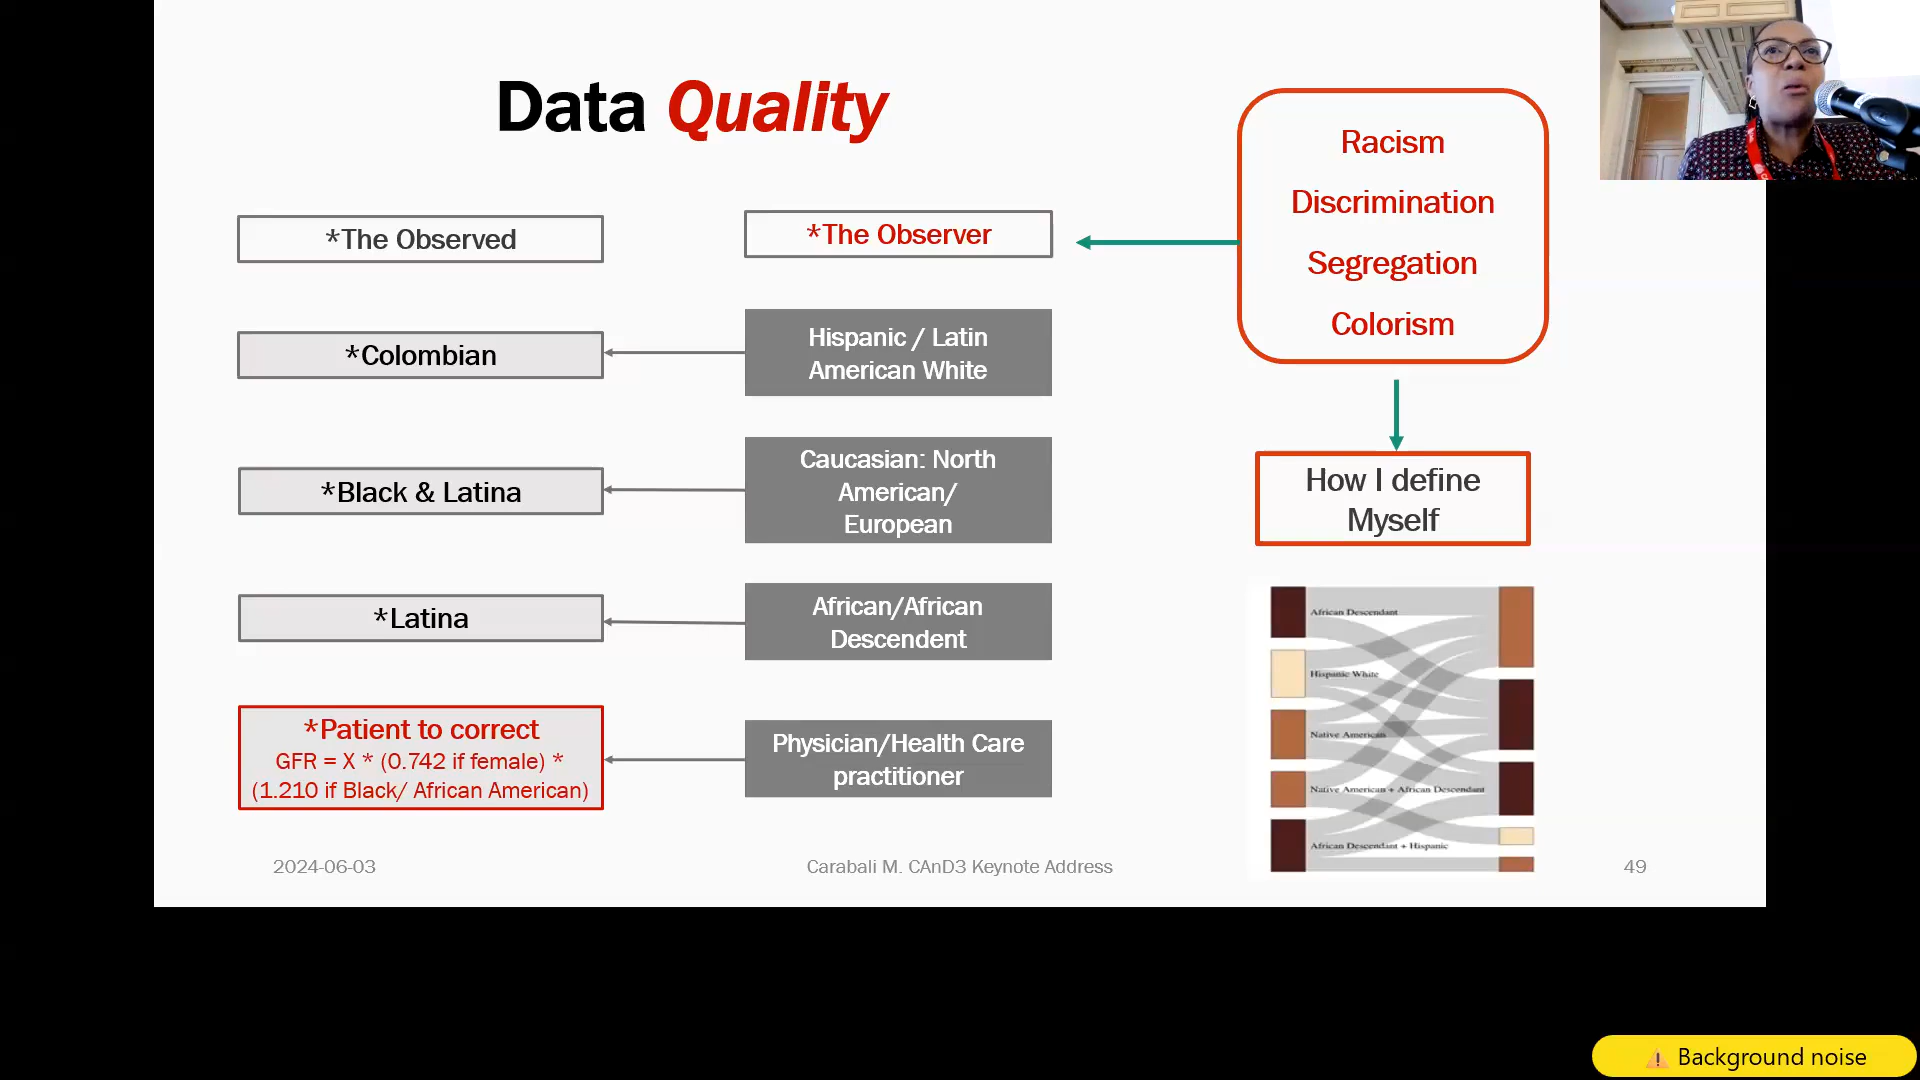 Data Quality
*The Observed
*The Observer
Racism
Discrimination
Segregation
Colorism
*Colombian
Hispanic / Latin
American White
*Black & Latina
Caucasian: North
American/
European
How I define
Myself
*Latina
African/African
Descendent
*Patient to correct
GFR = X * (0.742 if female) *
(1.210 if Black/ African American)
Physician/Health Care
practitioner
African Descendant
Hispanic White
Native American
Native American + African Descendant
African Descendant + Hispanic
2024-06-03
Carabali M. CAnD3 Keynote Address
49
Background noise